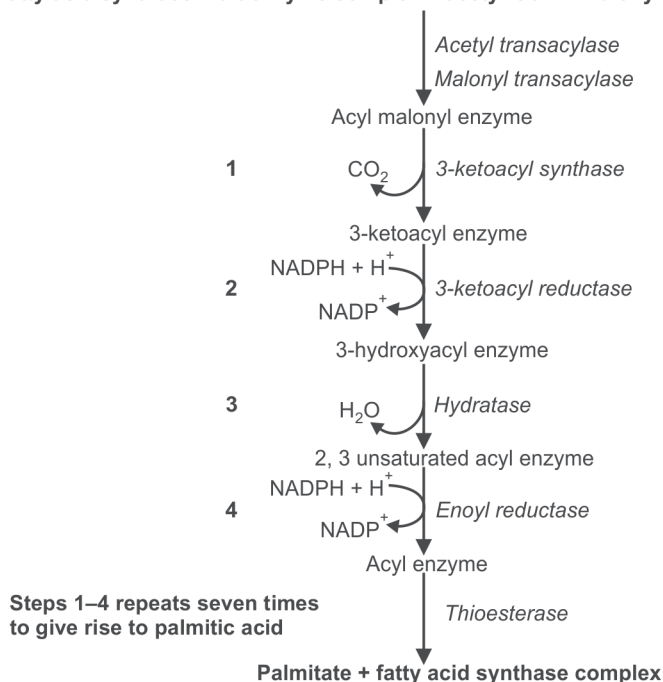 Acetyl transacylase
Malonyl transacylase
Acyl malonyl enzyme
1 CO2 3-ketoacyl synthase
3-ketoacyl enzyme
NADPH + H+
2 3-ketoacyl reductase
NADP+
3-hydroxyacyl enzyme
3 H2O Hydratase
2, 3 unsaturated acyl enzyme
NADPH + H+
4 Enoyl reductase
NADP+
Acyl enzyme
Steps 1–4 repeats seven times
to give rise to palmitic acid
Thioesterase
Palmitate + fatty acid synthase complex